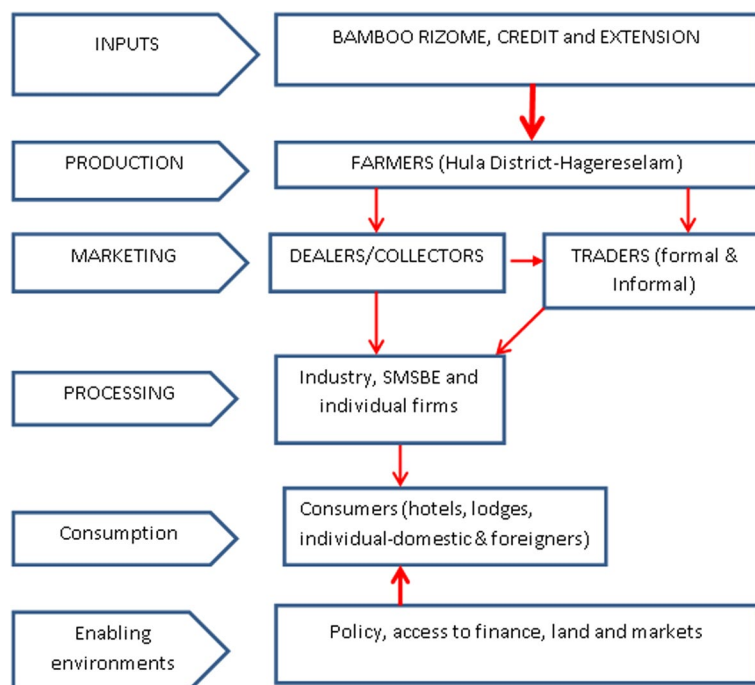 INPUTS
BAMBOO RIZOME, CREDIT and EXTENSION
PRODUCTION
FARMERS (Hula District-Hagereselam)
MARKETING
DEALERS/COLLECTORS
TRADERS (formal &
Informal)
PROCESSING
Industry, SMSBE and
individual firms
Consumption
Consumers (hotels, lodges,
individual-domestic & foreigners)
Enabling
environments
Policy, access to finance, land and markets